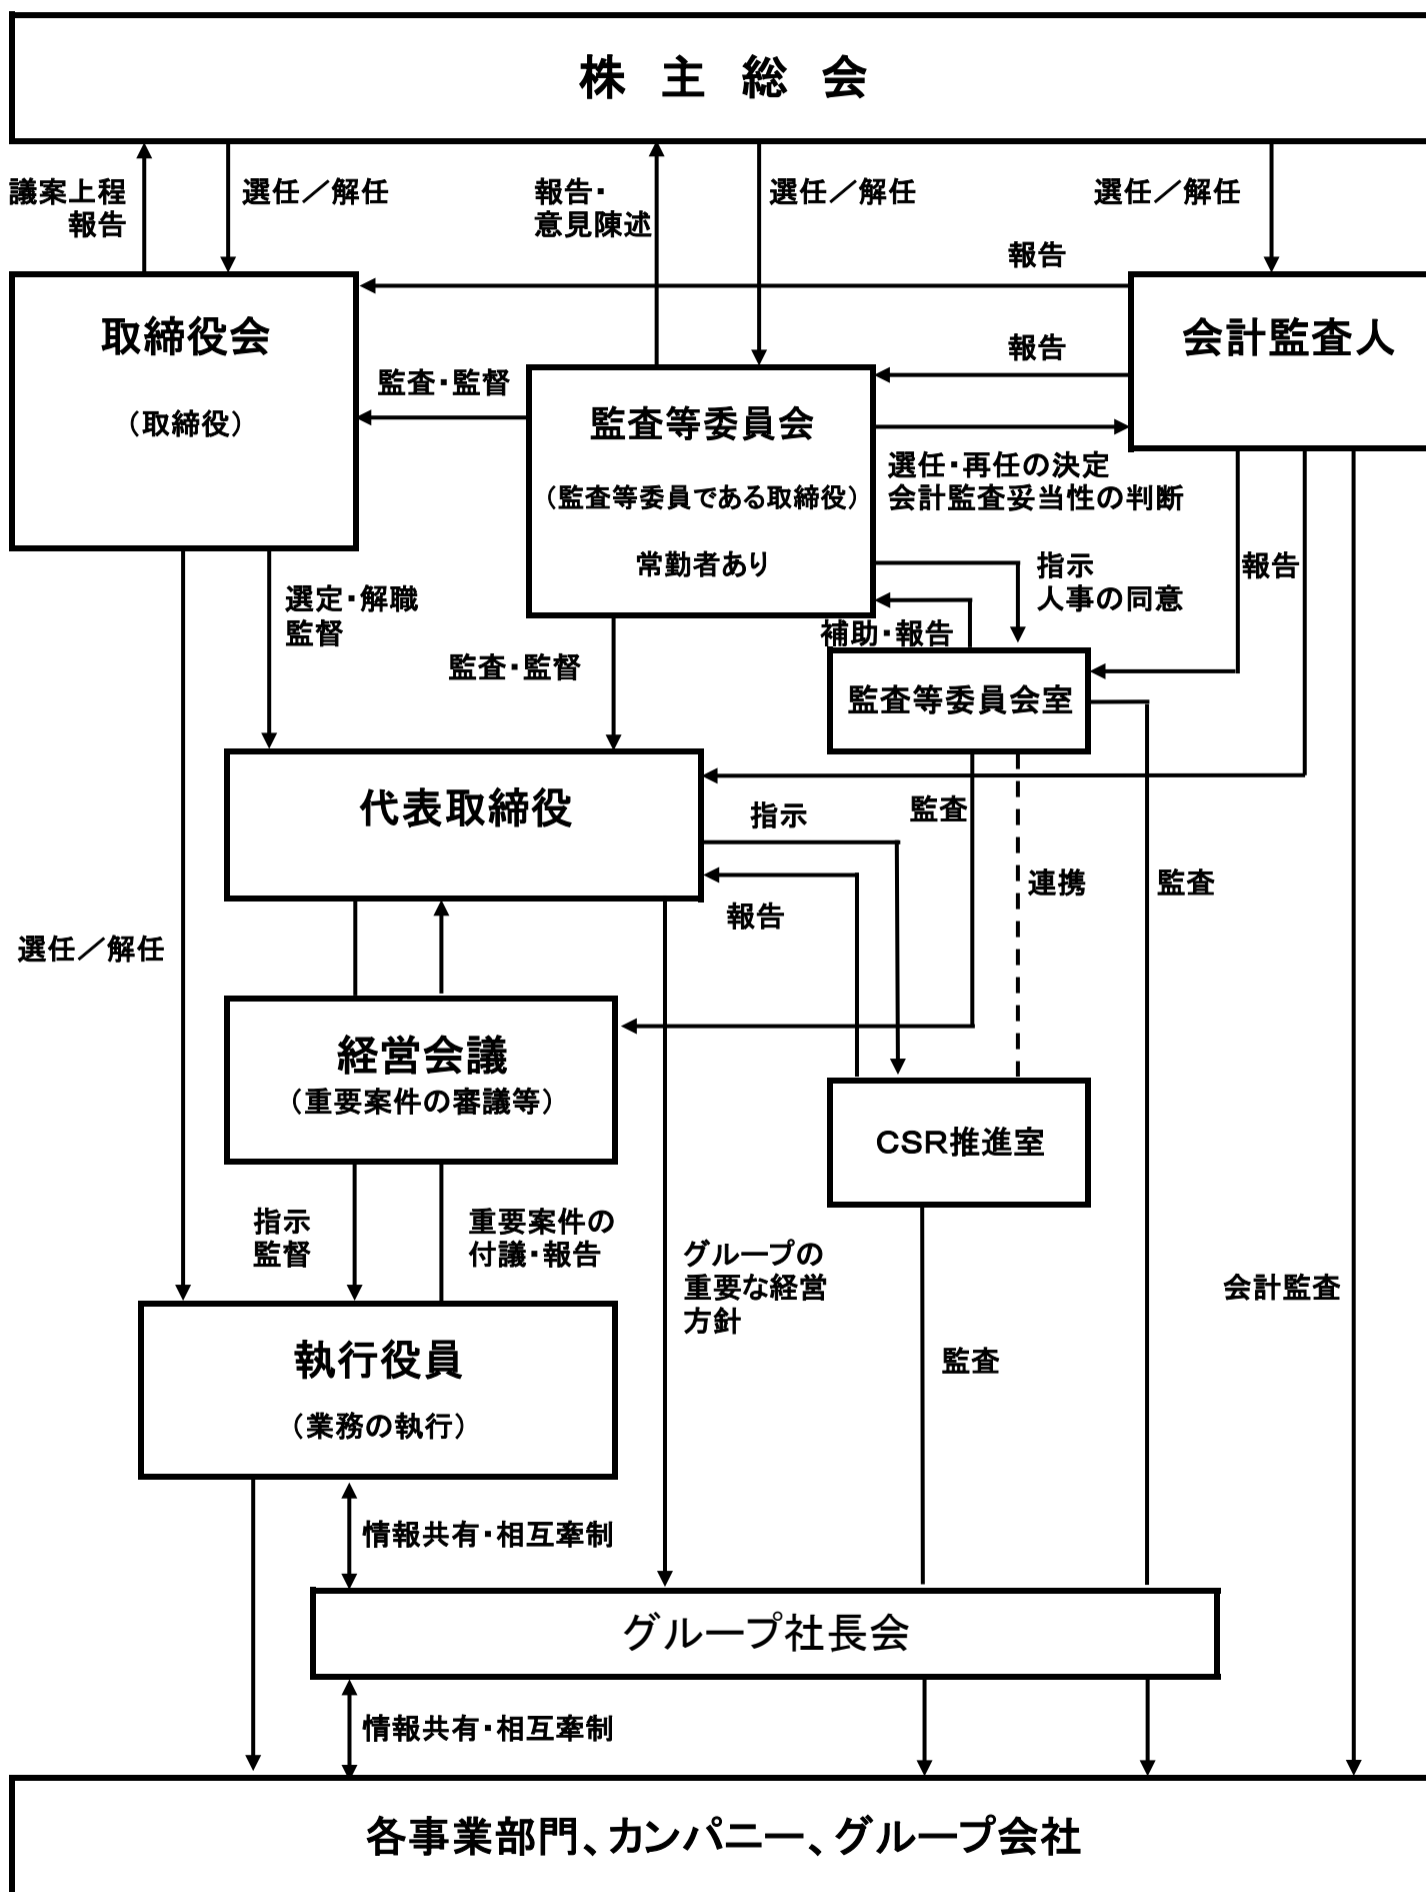 株主総会
議案上程
報告
選任／解任
報告・
意見陳述
選任／解任
選任／解任
報告
取締役会
（取締役）
会計監査人
報告
監査・監督
監査等委員会
（監査等委員である取締役）
常勤者あり
選任・再任の決定
会計監査妥当性の判断
報告
指示
人事の同意
選定・解職
監督
補助・報告
監査・監督
監査等委員会室
代表取締役
指示
監査
連携
監査
報告
選任／解任
経営会議
（重要案件の審議等）
CSR推進室
指示
監督
重要案件の
付議・報告
グループの
重要な経営
方針
会計監査
監査
執行役員
（業務の執行）
情報共有・相互牽制
グループ社長会
情報共有・相互牽制
各事業部門、カンパニー、グループ会社